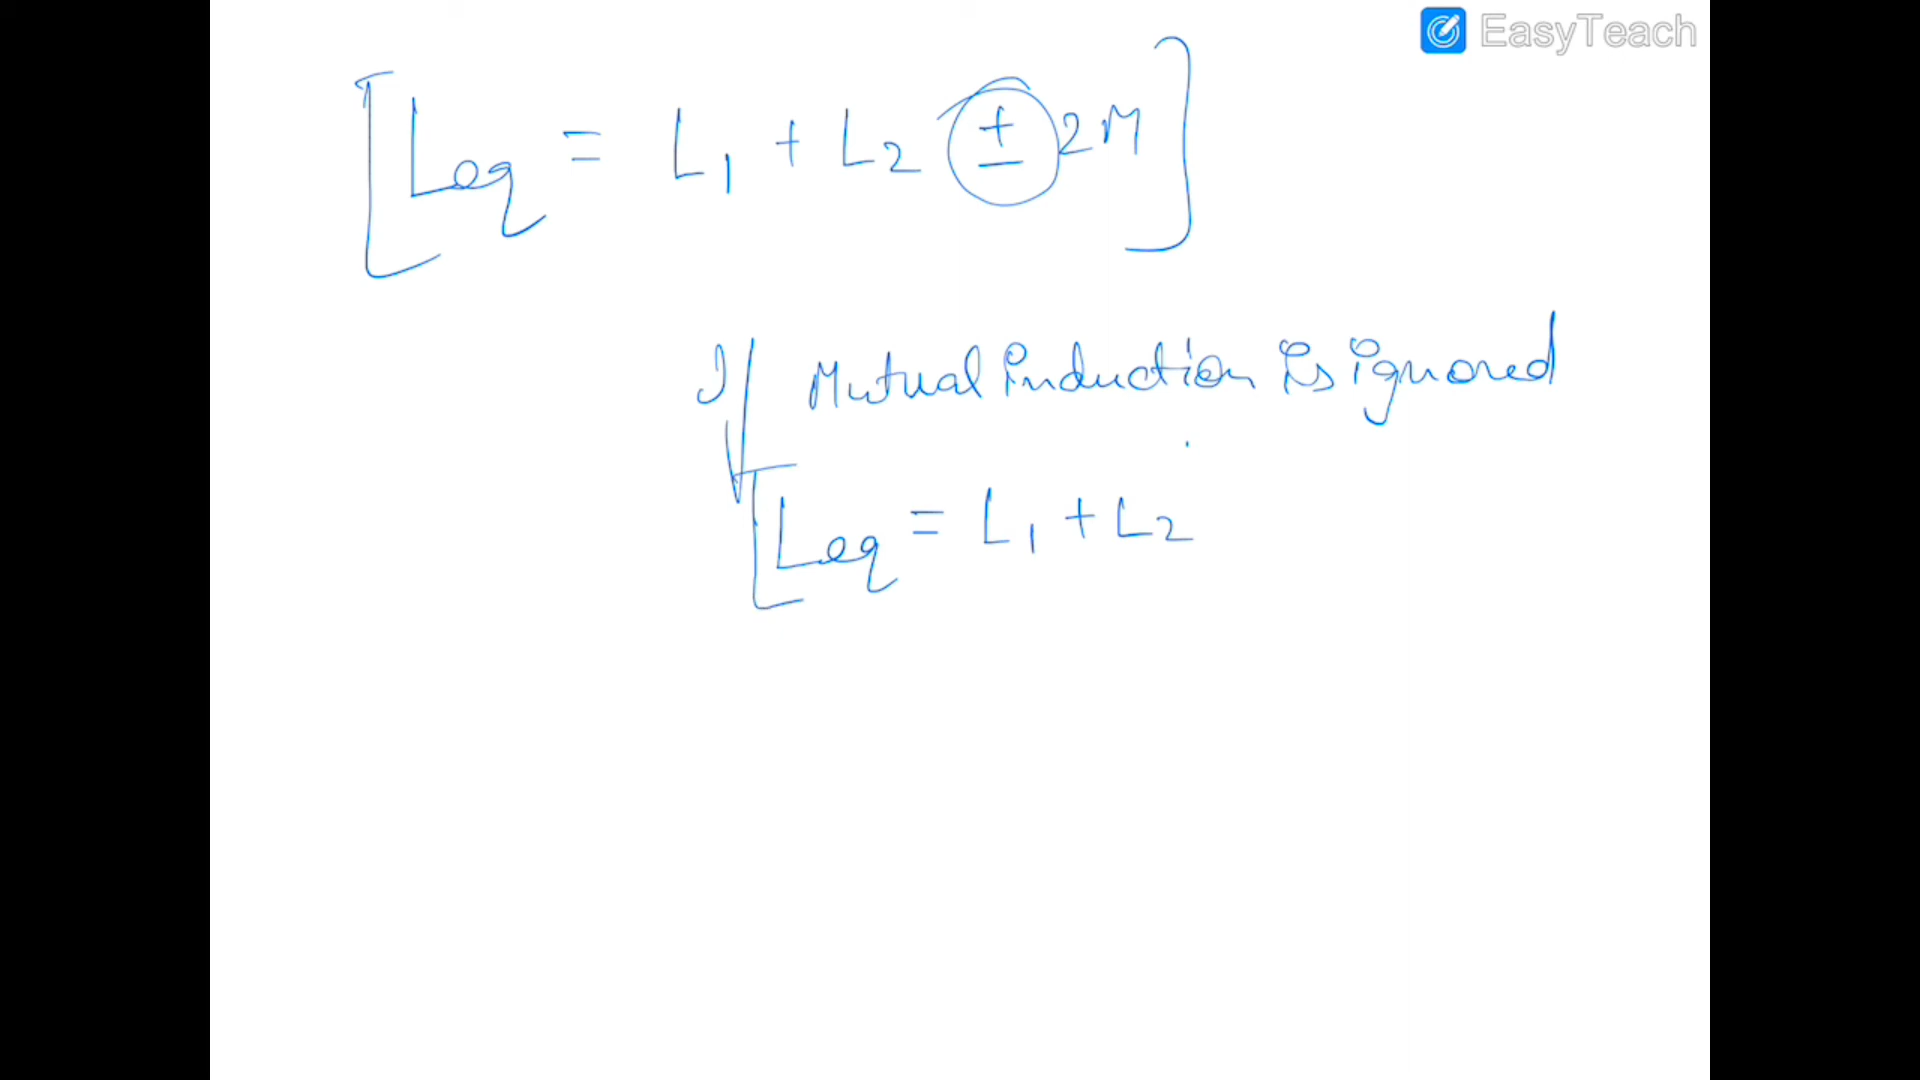 EasyTeach
[Leq = L₁ + L₂ ± 2M]
If Mutual induction is ignored
[Leq = L₁ + L₂